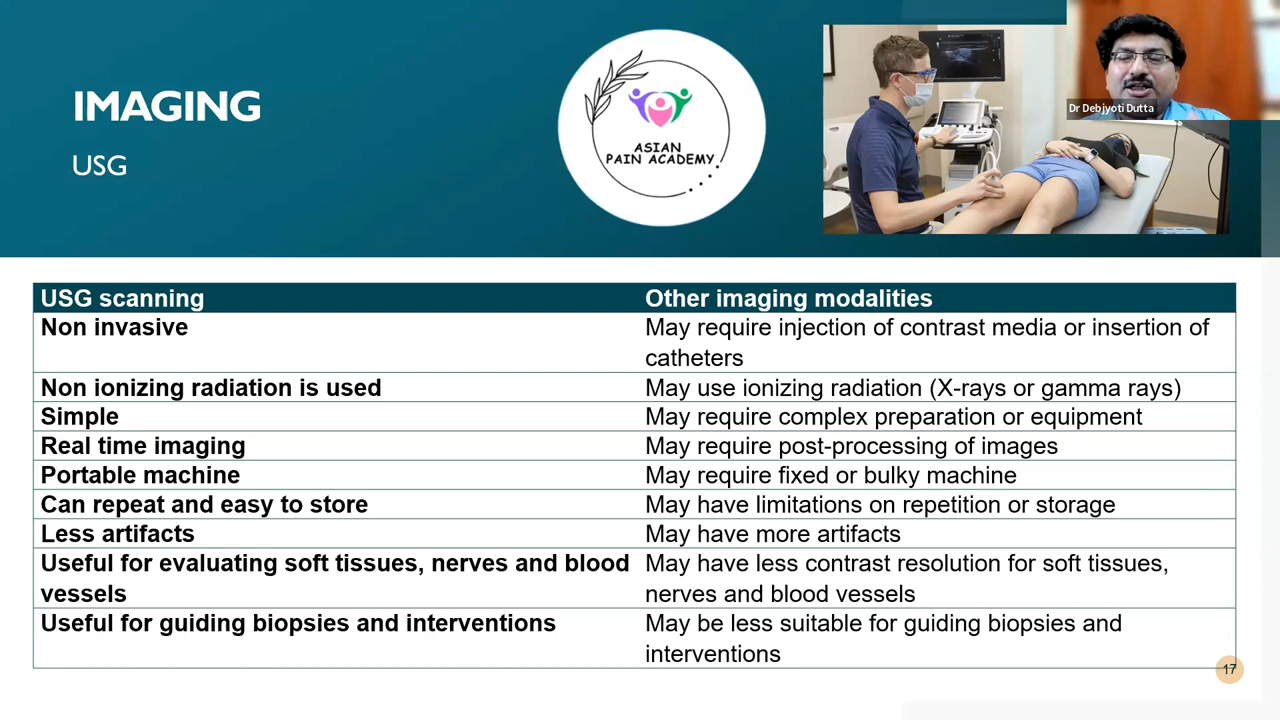 IMAGING
USG
ASIAN
PAIN ACADEMY
Dr Debjyoti Dutta
USG scanning
Other imaging modalities
Non invasive
May require injection of contrast media or insertion of
catheters
Non ionizing radiation is used
May use ionizing radiation (X-rays or gamma rays)
Simple
May require complex preparation or equipment
Real time imaging
May require post-processing of images
Portable machine
May require fixed or bulky machine
Can repeat and easy to store
May have limitations on repetition or storage
Less artifacts
May have more artifacts
Useful for evaluating soft tissues, nerves and blood
vessels
May have less contrast resolution for soft tissues,
nerves and blood vessels
Useful for guiding biopsies and interventions
May be less suitable for guiding biopsies and
interventions
17